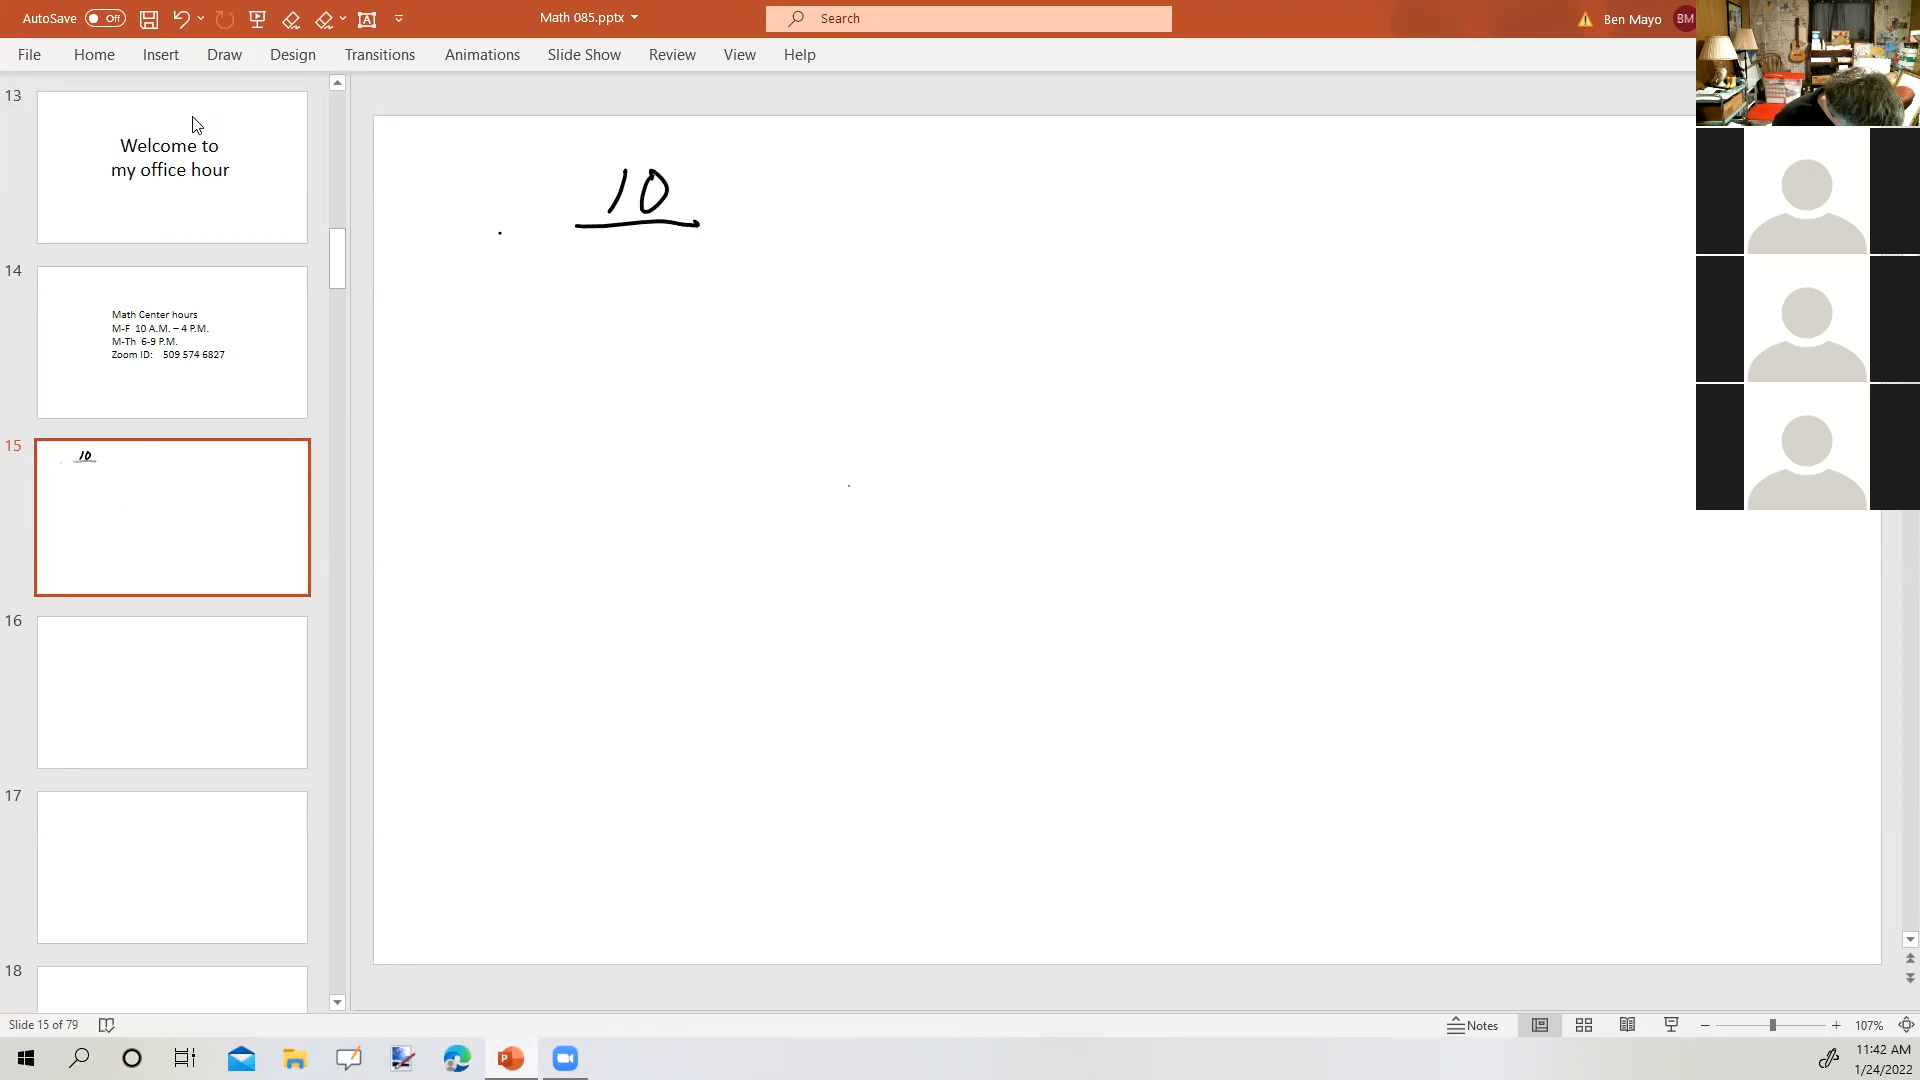 AutoSave Off Math 085.pptx Search Ben Mayo BM
File Home Insert Draw Design Transitions Animations Slide Show Review View Help
13
Welcome to
my office hour
14
Math Center hours
M-F 10 A.M. – 4 P.M.
M-Th 6-9 P.M.
Zoom ID: 509 574 6827
15
10
16
17
18
10
Slide 15 of 79 Notes 107%
11:42 AM
1/24/2022